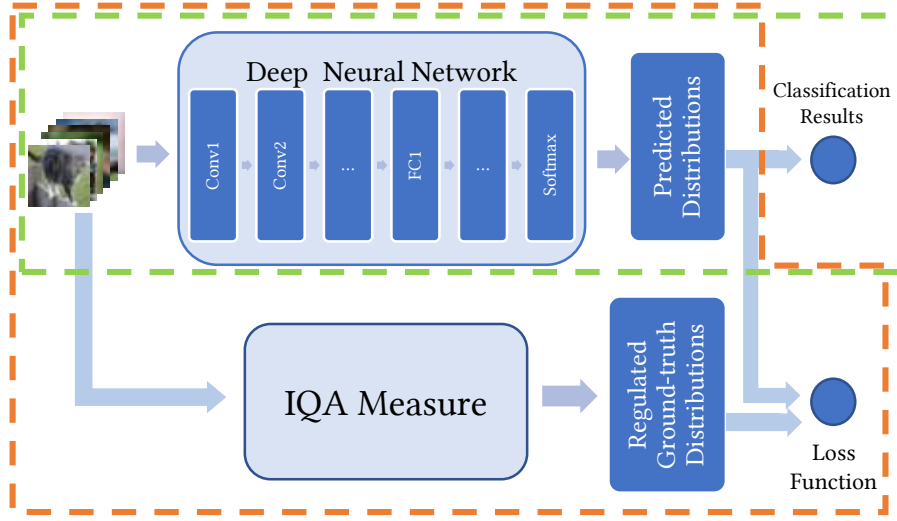 Deep Neural Network
Conv1
Conv2
...
FC1
...
Softmax
Predicted
Distributions
Classification
Results
IQA Measure
Regulated
Ground-truth
Distributions
Loss
Function